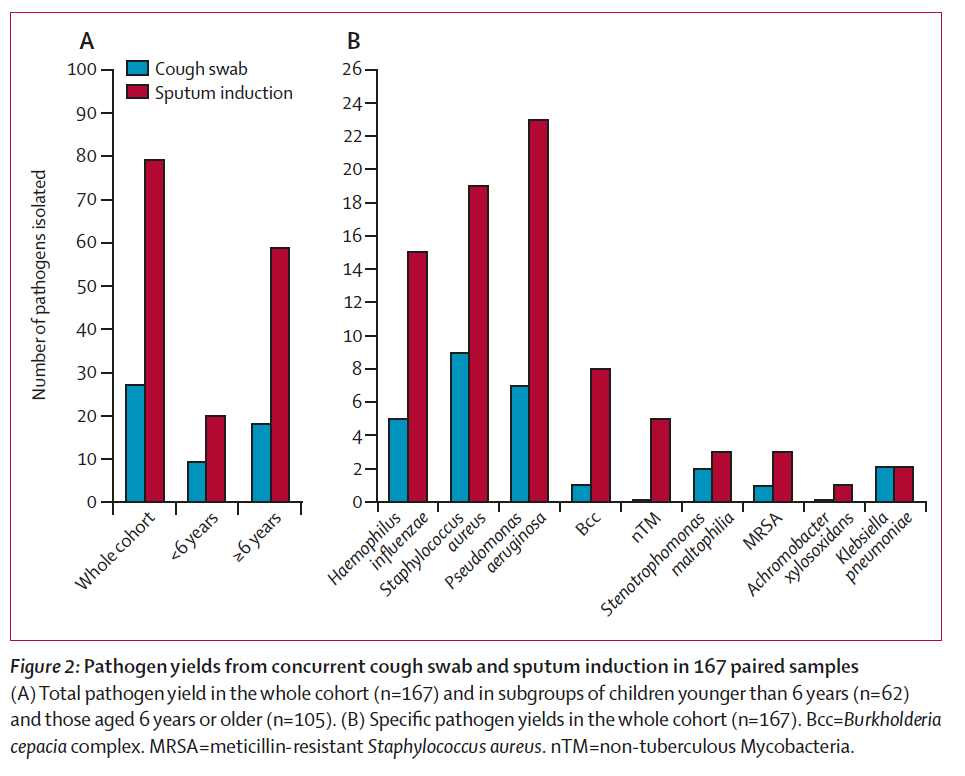 A
B
Cough swab
Sputum induction
Number of pathogens isolated
100
90
80
70
60
50
40
30
20
10
0
Whole cohort
<6 years
≥6 years
26
24
22
20
18
16
14
12
10
8
6
4
2
0
Haemophilus
influenzae
Staphylococcus
aureus
Pseudomonas
aeruginosa
Bcc
nTM
Stenotrophomonas
maltophilia
MRSA
Achromobacter
xylosoxidans
Klebsiella
pneumoniae
Figure 2: Pathogen yields from concurrent cough swab and sputum induction in 167 paired samples
(A) Total pathogen yield in the whole cohort (n=167) and in subgroups of children younger than 6 years (n=62)
and those aged 6 years or older (n=105). (B) Specific pathogen yields in the whole cohort (n=167). Bcc=Burkholderia
cepacia complex. MRSA=meticillin-resistant Staphylococcus aureus. nTM=non-tuberculous Mycobacteria.